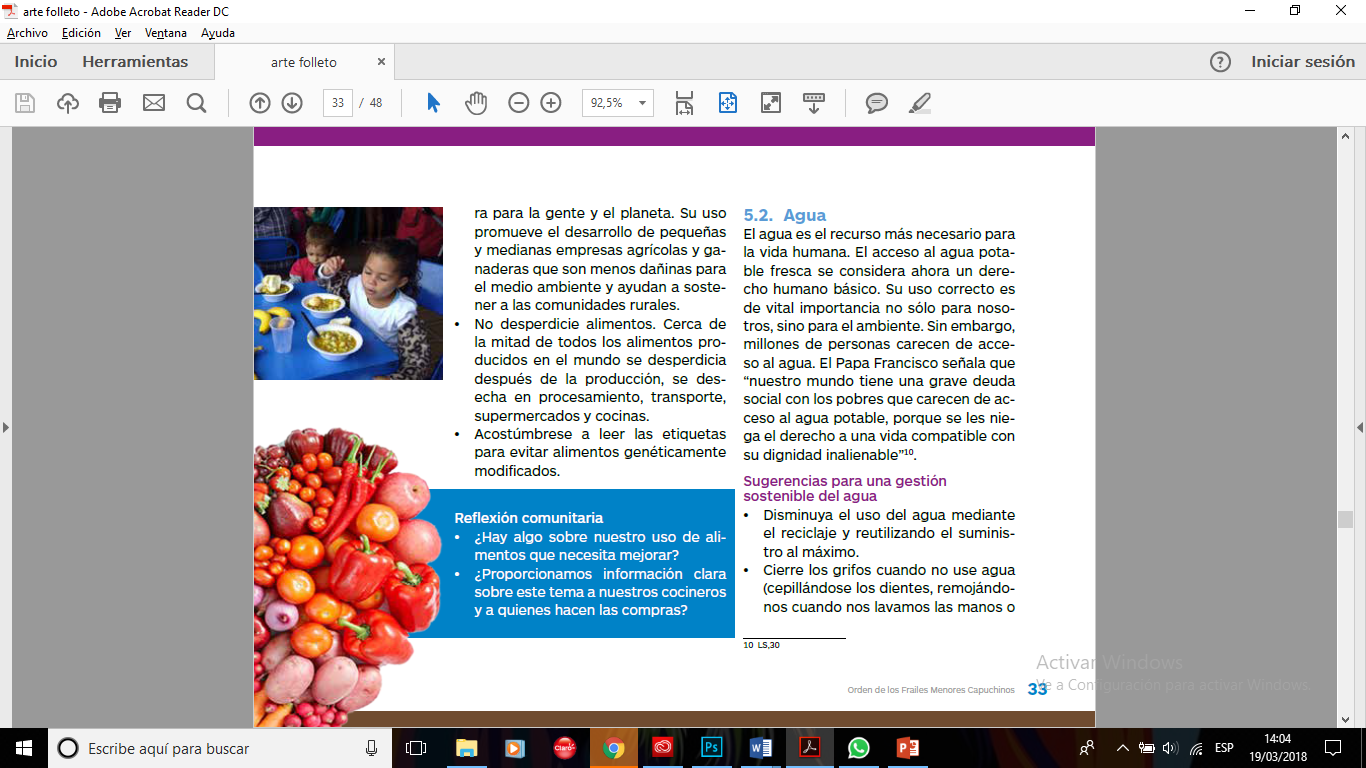 arte folleto - Adobe Acrobat Reader DC
Archivo Edición Ver Ventana Ayuda
Inicio Herramientas arte folleto × ? Iniciar sesión
33 / 48 92,5%
ra para la gente y el planeta. Su uso
promueve el desarrollo de pequeñas
y medianas empresas agrícolas y ga-
naderas que son menos dañinas para
el medio ambiente y ayudan a soste-
ner a las comunidades rurales.
• No desperdicie alimentos. Cerca de
la mitad de todos los alimentos pro-
ducidos en el mundo se desperdicia
después de la producción, se des-
echa en procesamiento, transporte,
supermercados y cocinas.
• Acostúmbrese a leer las etiquetas
para evitar alimentos genéticamente
modificados.
Reflexión comunitaria
• ¿Hay algo sobre nuestro uso de ali-
mentos que necesita mejorar?
• ¿Proporcionamos información clara
sobre este tema a nuestros cocineros
y a quienes hacen las compras?
5.2. Agua
El agua es el recurso más necesario para
la vida humana. El acceso al agua pota-
ble fresca se considera ahora un dere-
cho humano básico. Su uso correcto es
de vital importancia no sólo para noso-
tros, sino para el ambiente. Sin embargo,
millones de personas carecen de acce-
so al agua. El Papa Francisco señala que
“nuestro mundo tiene una grave deuda
social con los pobres que carecen de ac-
ceso al agua potable, porque se les nie-
ga el derecho a una vida compatible con
su dignidad inalienable”10.
Sugerencias para una gestión
sostenible del agua
• Disminuya el uso del agua mediante
el reciclaje y reutilizando el suminis-
tro al máximo.
• Cierre los grifos cuando no use agua
(cepillándose los dientes, remojándo-
nos cuando nos lavamos las manos o
10 LS,30
Orden de los Frailes Menores Capuchinos 33
Activar Windows
Ve a Configuración para activar Windows.
Escribe aquí para buscar
Claro
Ps
W
P
ESP
14:04
19/03/2018